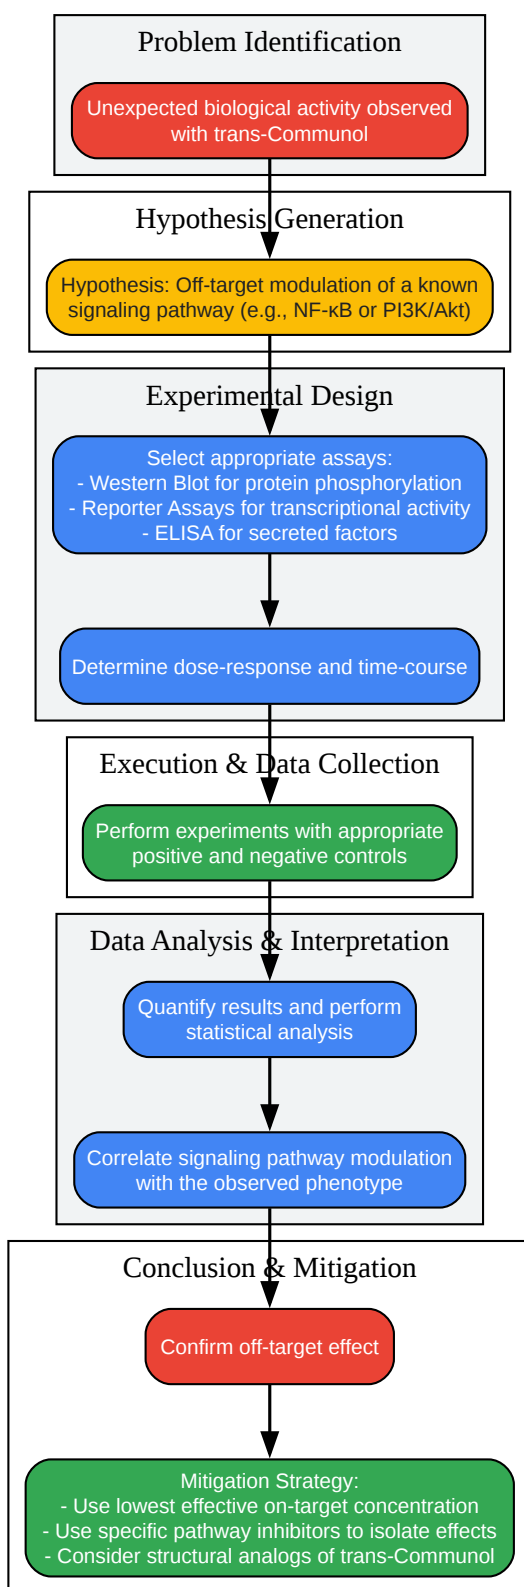 Problem Identification
Unexpected biological activity observed
with trans-Communol
Hypothesis Generation
Hypothesis: Off-target modulation of a known
signaling pathway (e.g., NF-κB or PI3K/Akt)
Experimental Design
Select appropriate assays:
- Western Blot for protein phosphorylation
- Reporter Assays for transcriptional activity
- ELISA for secreted factors
Determine dose-response and time-course
Execution & Data Collection
Perform experiments with appropriate
positive and negative controls
Data Analysis & Interpretation
Quantify results and perform
statistical analysis
Correlate signaling pathway modulation
with the observed phenotype
Conclusion & Mitigation
Confirm off-target effect
Mitigation Strategy:
- Use lowest effective on-target concentration
- Use specific pathway inhibitors to isolate effects
- Consider structural analogs of trans-Communol